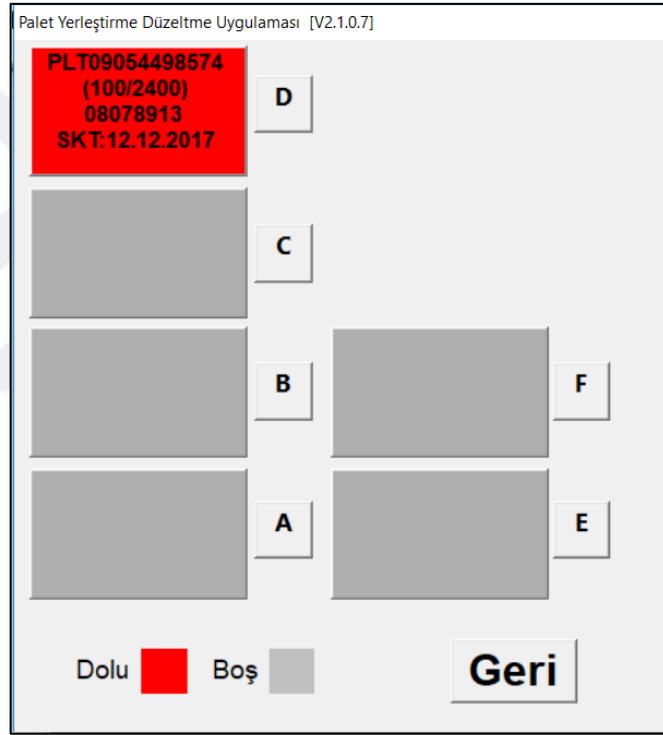 Palet Yerleştirme Düzeltme Uygulaması [V2.1.0.7]
PLT09054498574
(100/2400)
08078913
SKT:12.12.2017
D
C
B
F
A
E
Dolu
Boş
Geri